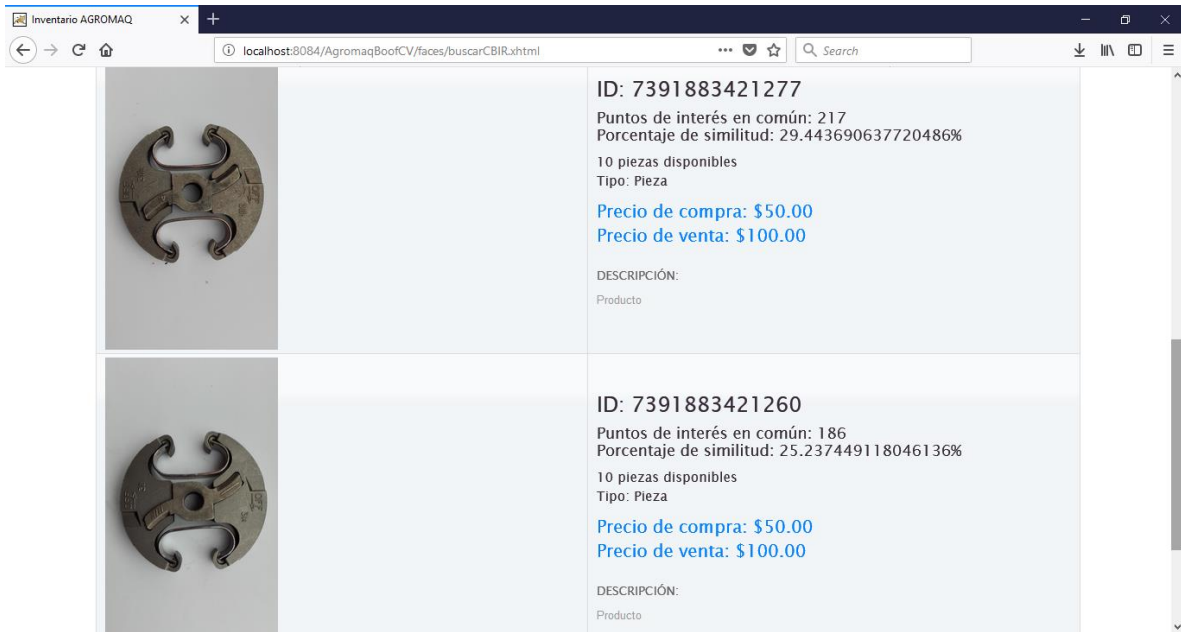 Inventario AGROMAQ
localhost:8084/AgromaqBoofCV/faces/buscarCBIR.xhtml
Search
ID: 7391883421277
Puntos de interés en común: 217
Porcentaje de similitud: 29.443690637720486%
10 piezas disponibles
Tipo: Pieza
Precio de compra: $50.00
Precio de venta: $100.00
DESCRIPCIÓN:
Producto
ID: 7391883421260
Puntos de interés en común: 186
Porcentaje de similitud: 25.237449118046136%
10 piezas disponibles
Tipo: Pieza
Precio de compra: $50.00
Precio de venta: $100.00
DESCRIPCIÓN:
Producto